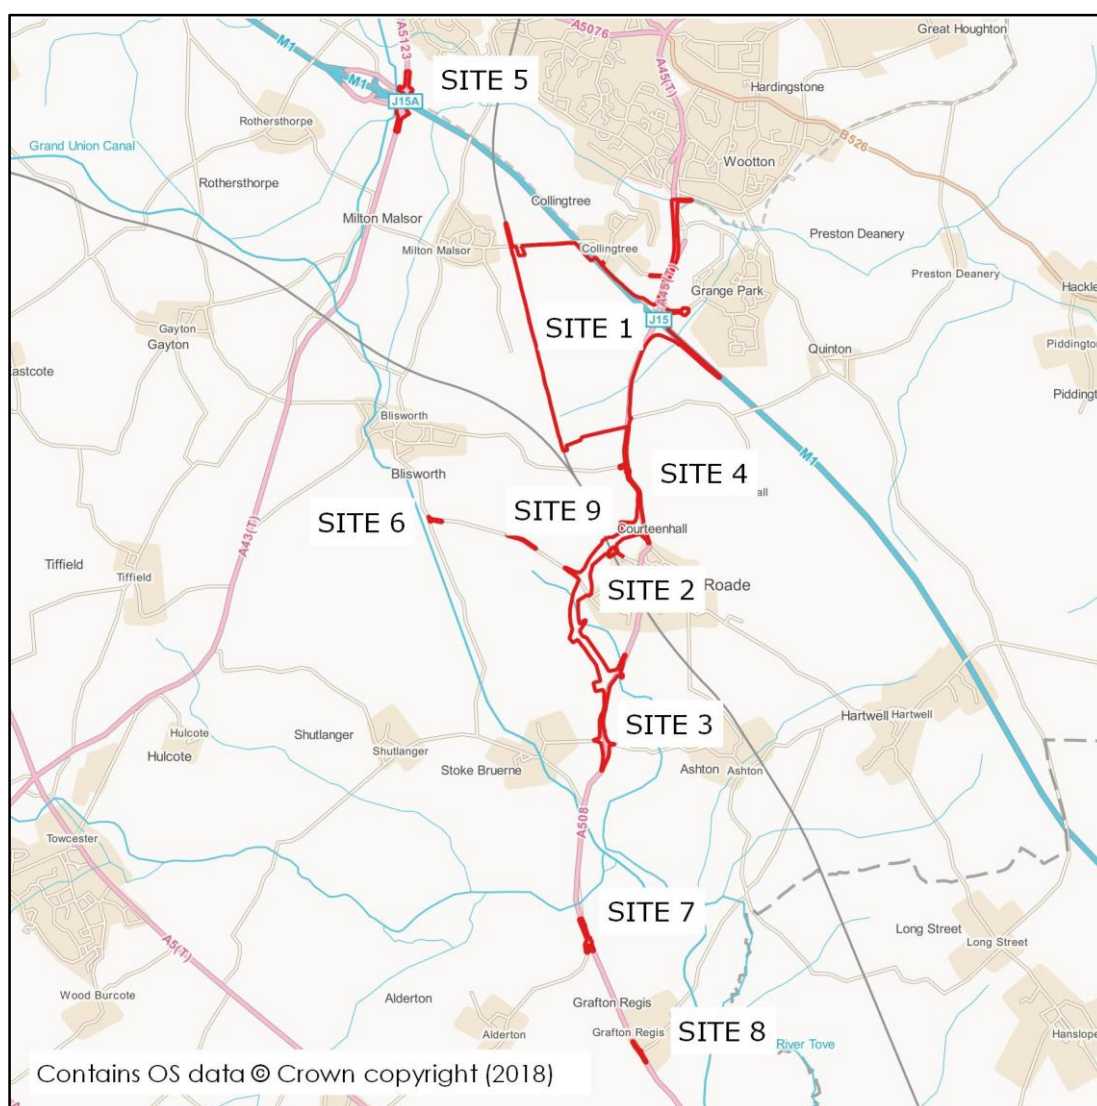 A5076
Great Houghton
A5123
M1
SITE 5
A45(T)
M1
Hardingstone
J15A
Rothersthorpe
B526
Grand Union Canal
Wootton
Rothersthorpe
Collingtree
Milton Malsor
Preston Deanery
Milton Malsor
Collingtree
Preston Deanery
Grange Park
SITE 1
J15
Gayton
Piddington
Gayton
Quinton
Blisworth
M1
Blisworth
SITE 4
SITE 6
SITE 9
Courteenhall
A43(T)
Tiffield
Tiffield
SITE 2
Roade
Hulcote
Shutlanger
SITE 3
Hartwell
Hartwell
Hulcote
Shutlanger
Stoke Bruerne
Ashton
Ashton
A508
Towcester
SITE 7
A5(T)
Long Street
Long Street
Wood Burcote
Alderton
Grafton Regis
SITE 8
Alderton
Grafton Regis
River Tove
Hanslope
Contains OS data © Crown copyright (2018)